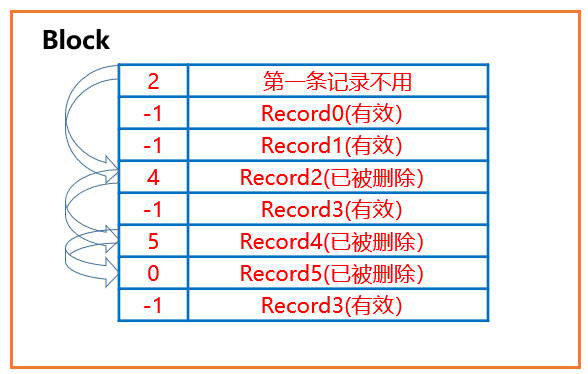 Block
2 第一条记录不用
-1 Record0(有效)
-1 Record1(有效)
4 Record2(已被删除)
-1 Record3(有效)
5 Record4(已被删除)
0 Record5(已被删除)
-1 Record3(有效)